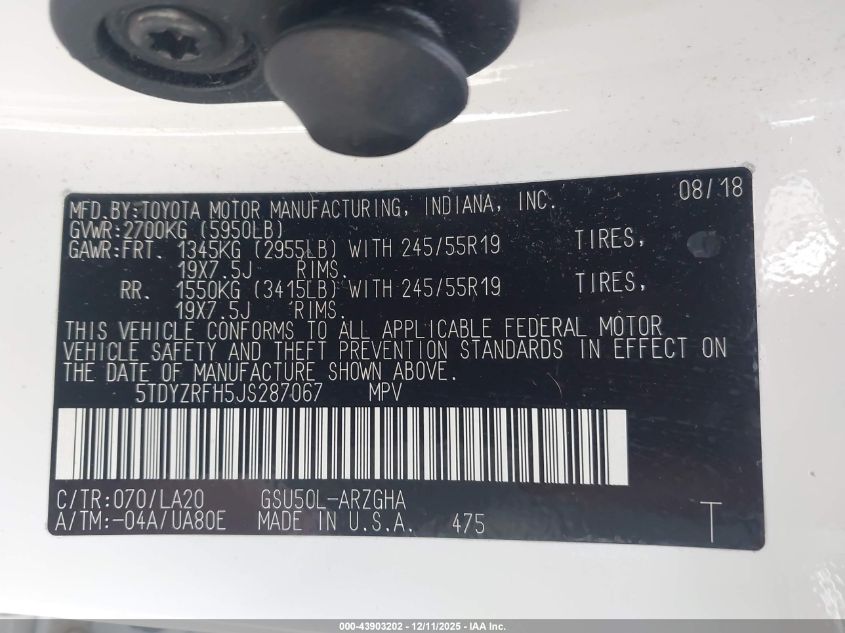 MFD.BY:TOYOTA MOTOR MANUFACTURING, INDIANA, INC. 08/18
GVWR:2700KG (5950LB)
GAWR:FRT. 1345KG (2955LB) WITH 245/55R19 TIRES,
19X7.5J RIMS.
RR. 1550KG (3415LB) WITH 245/55R19 TIRES,
19X7.5J RIMS.
THIS VEHICLE CONFORMS TO ALL APPLICABLE FEDERAL MOTOR
VEHICLE SAFETY AND THEFT PREVENTION STANDARDS IN EFFECT ON
THE DATE OF MANUFACTURE SHOWN ABOVE.
5TDYZRFH5JS287067 MPV
C/TR:070/LA20 GSU50L-ARZGHA
A/TM:-04A/UA80E MADE IN U.S.A. 475 T
000-43903202 - 12/11/2025 - IAA Inc.